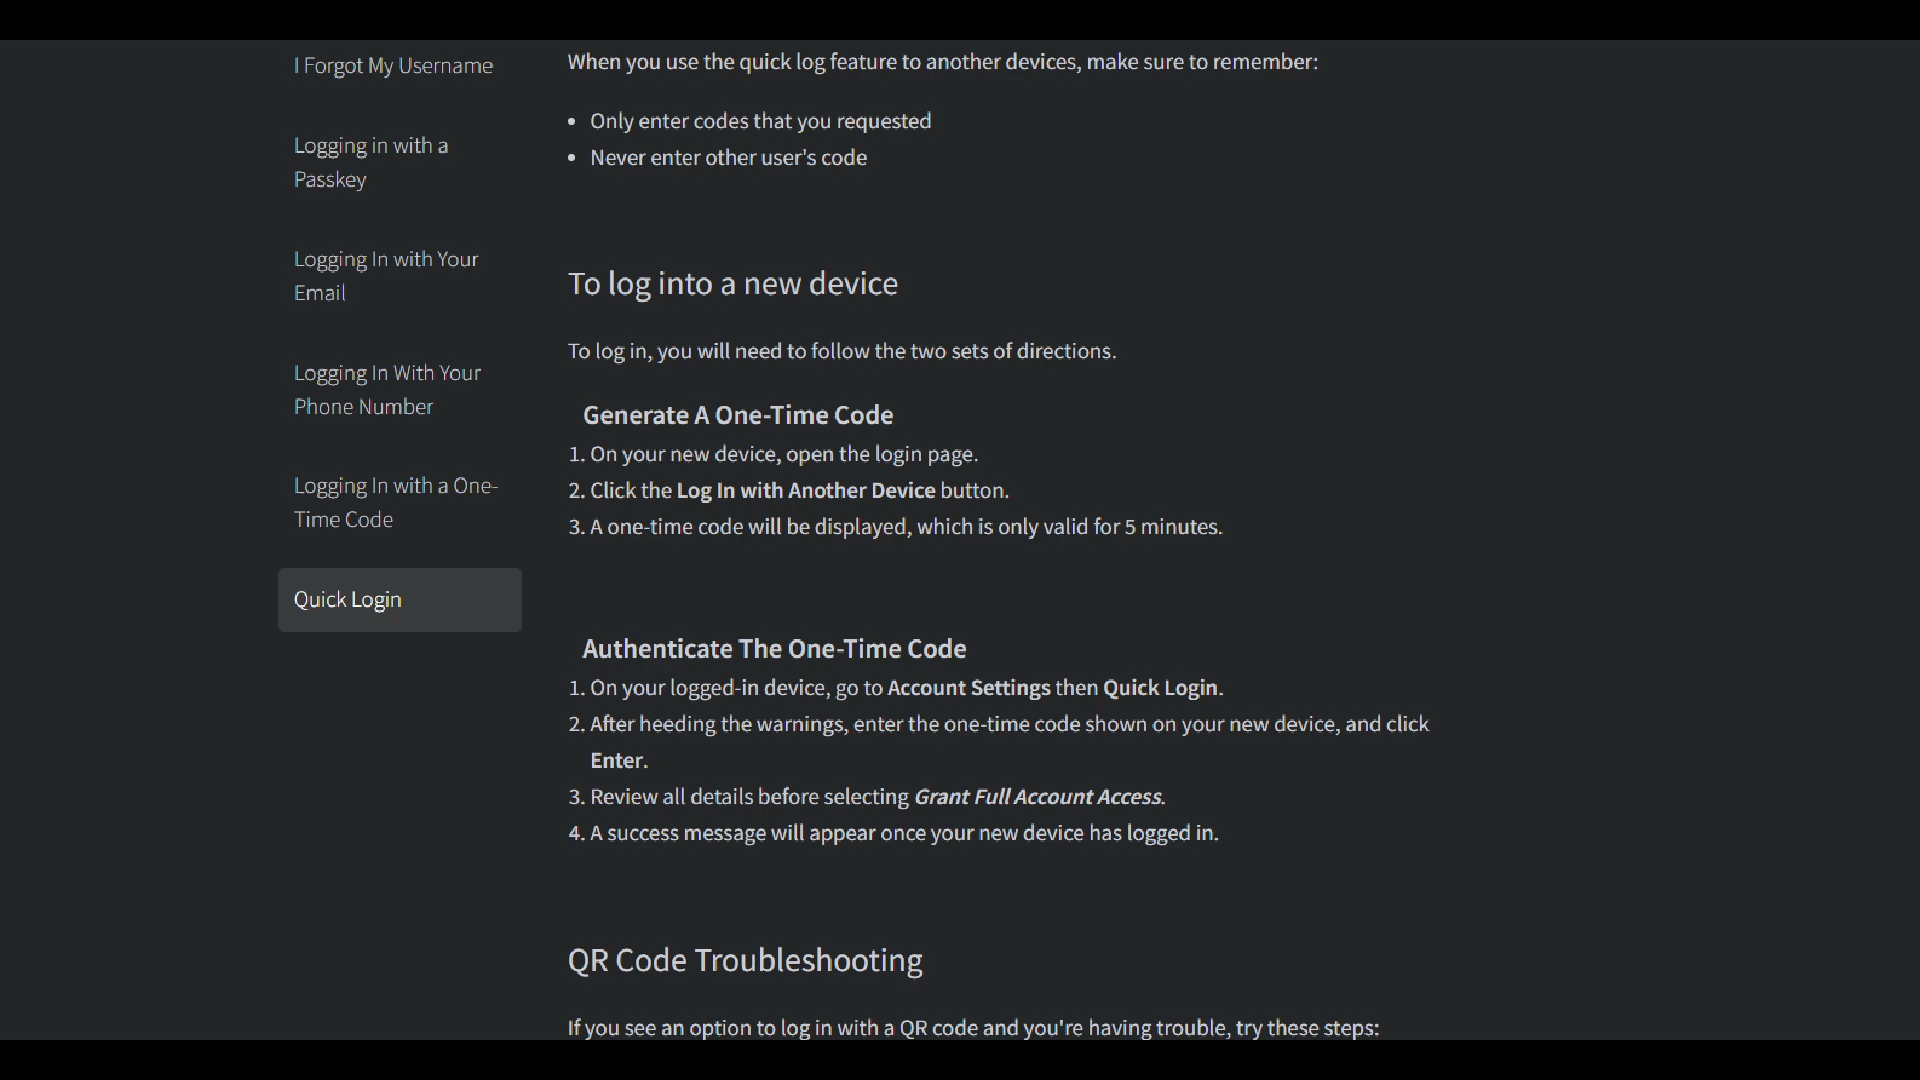 I Forgot My Username
Logging in with a
Passkey
Logging In with Your
Email
Logging In With Your
Phone Number
Logging In with a One-
Time Code
Quick Login
When you use the quick log feature to another devices, make sure to remember:
• Only enter codes that you requested
• Never enter other user's code
To log into a new device
To log in, you will need to follow the two sets of directions.
Generate A One-Time Code
1. On your new device, open the login page.
2. Click the Log In with Another Device button.
3. A one-time code will be displayed, which is only valid for 5 minutes.
Authenticate The One-Time Code
1. On your logged-in device, go to Account Settings then Quick Login.
2. After heeding the warnings, enter the one-time code shown on your new device, and click
Enter.
3. Review all details before selecting Grant Full Account Access.
4. A success message will appear once your new device has logged in.
QR Code Troubleshooting
If you see an option to log in with a QR code and you're having trouble, try these steps: